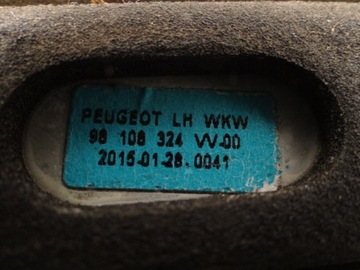 PEUGEOT LH WKW
98 108 324 VV-00
2015-01-28.0041